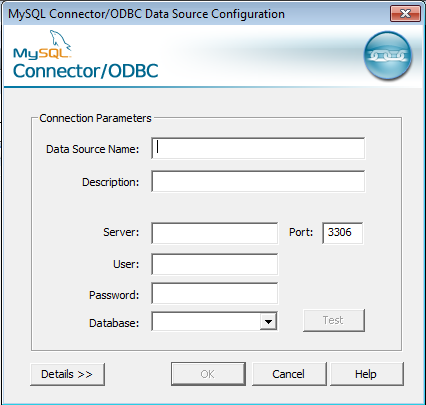 MySQL Connector/ODBC Data Source Configuration
MySQL
Connector/ODBC
Connection Parameters
Data Source Name:
Description:
Server: Port: 3306
User:
Password:
Database: Test
Details >> OK Cancel Help